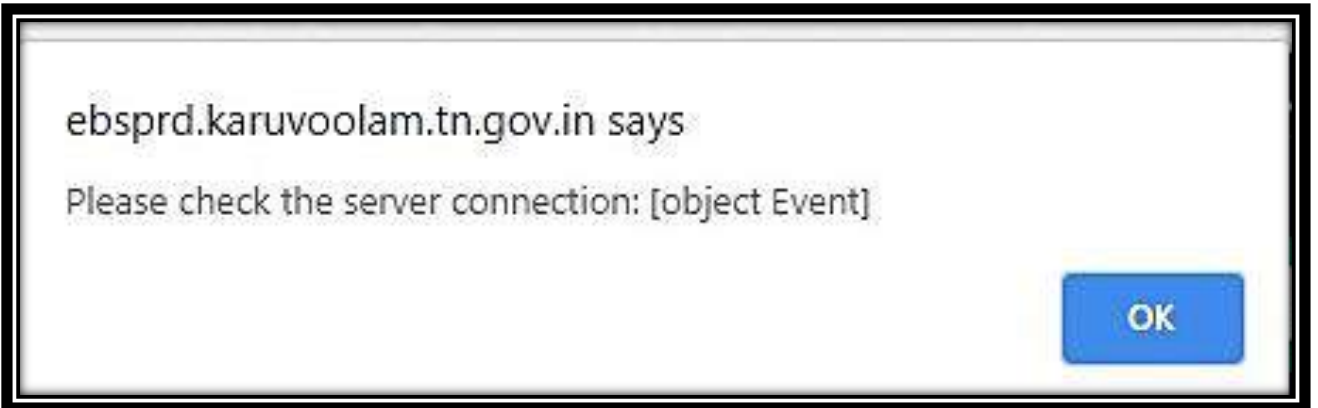 ebsprd.karuvoolam.tn.gov.in says
Please check the server connection: [object Event]
OK